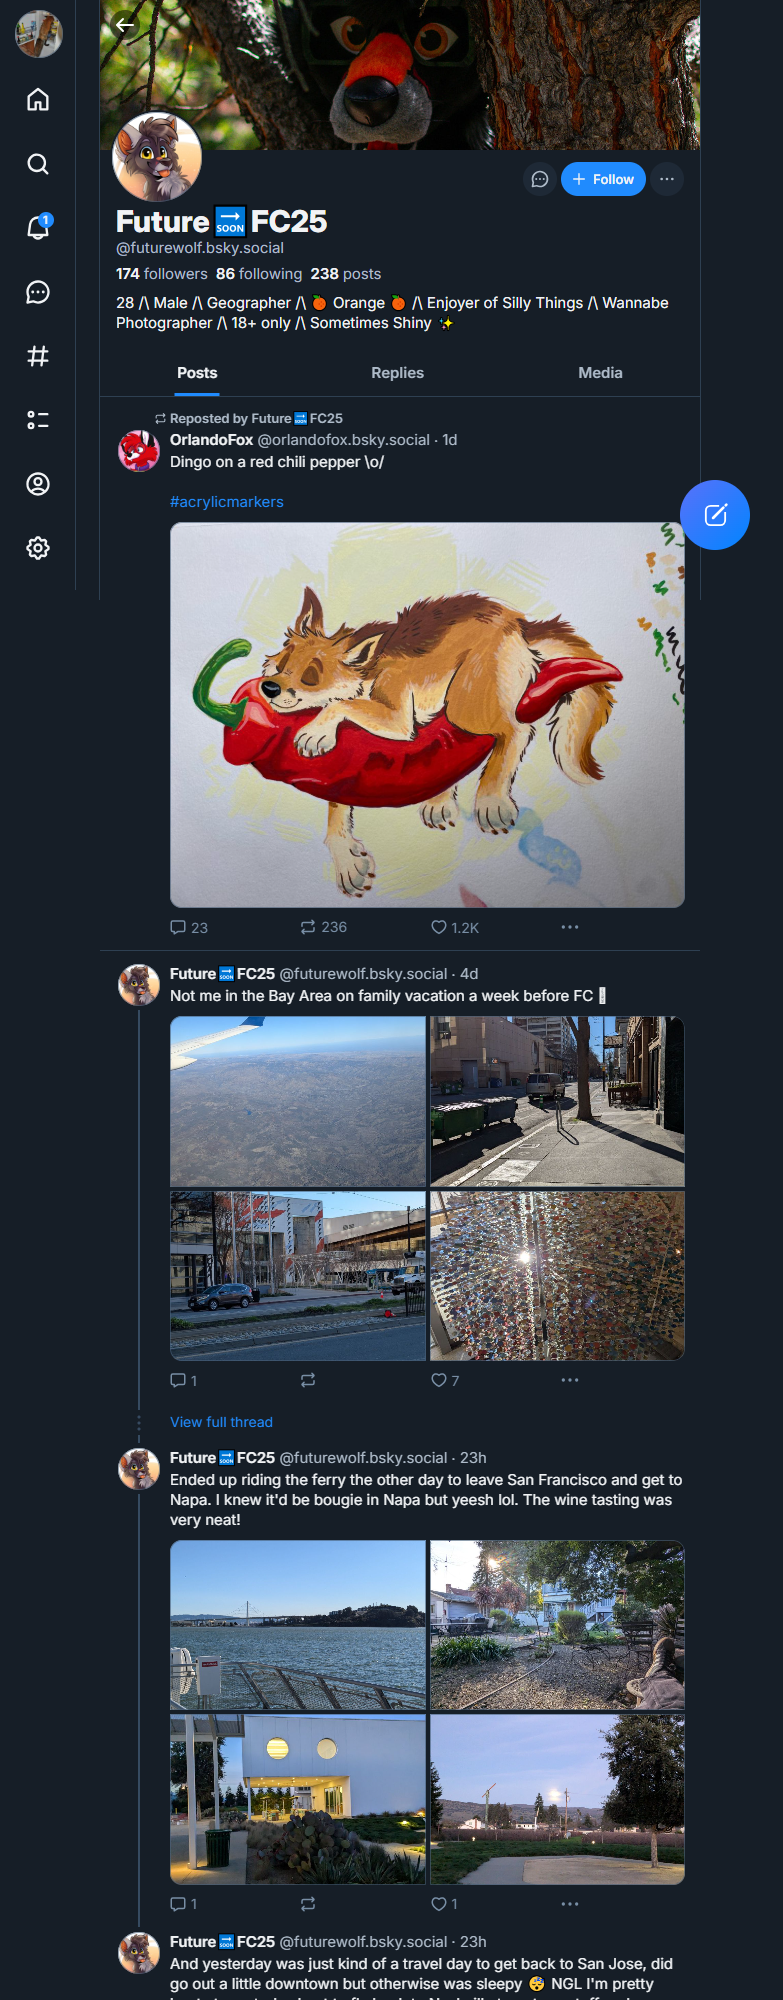 Future🔜FC25
@futurewolf.bsky.social
+ Follow
174 followers 86 following 238 posts
28 /\ Male /\ Geographer /\ 🍊 Orange 🍊 /\ Enjoyer of Silly Things /\ Wannabe
Photographer /\ 18+ only /\ Sometimes Shiny ✨
Posts Replies Media
1
Reposted by Future🔜FC25
OrlandoFox @orlandofox.bsky.social · 1d
Dingo on a red chili pepper \o/
#acrylicmarkers
23 236 1.2K
Future🔜FC25 @futurewolf.bsky.social · 4d
Not me in the Bay Area on family vacation a week before FC
1 7
View full thread
Future🔜FC25 @futurewolf.bsky.social · 23h
Ended up riding the ferry the other day to leave San Francisco and get to
Napa. I knew it'd be bougie in Napa but yeesh lol. The wine tasting was
very neat!
1 1
Future🔜FC25 @futurewolf.bsky.social · 23h
And yesterday was just kind of a travel day to get back to San Jose, did
go out a little downtown but otherwise was sleepy 😴 NGL I'm pretty